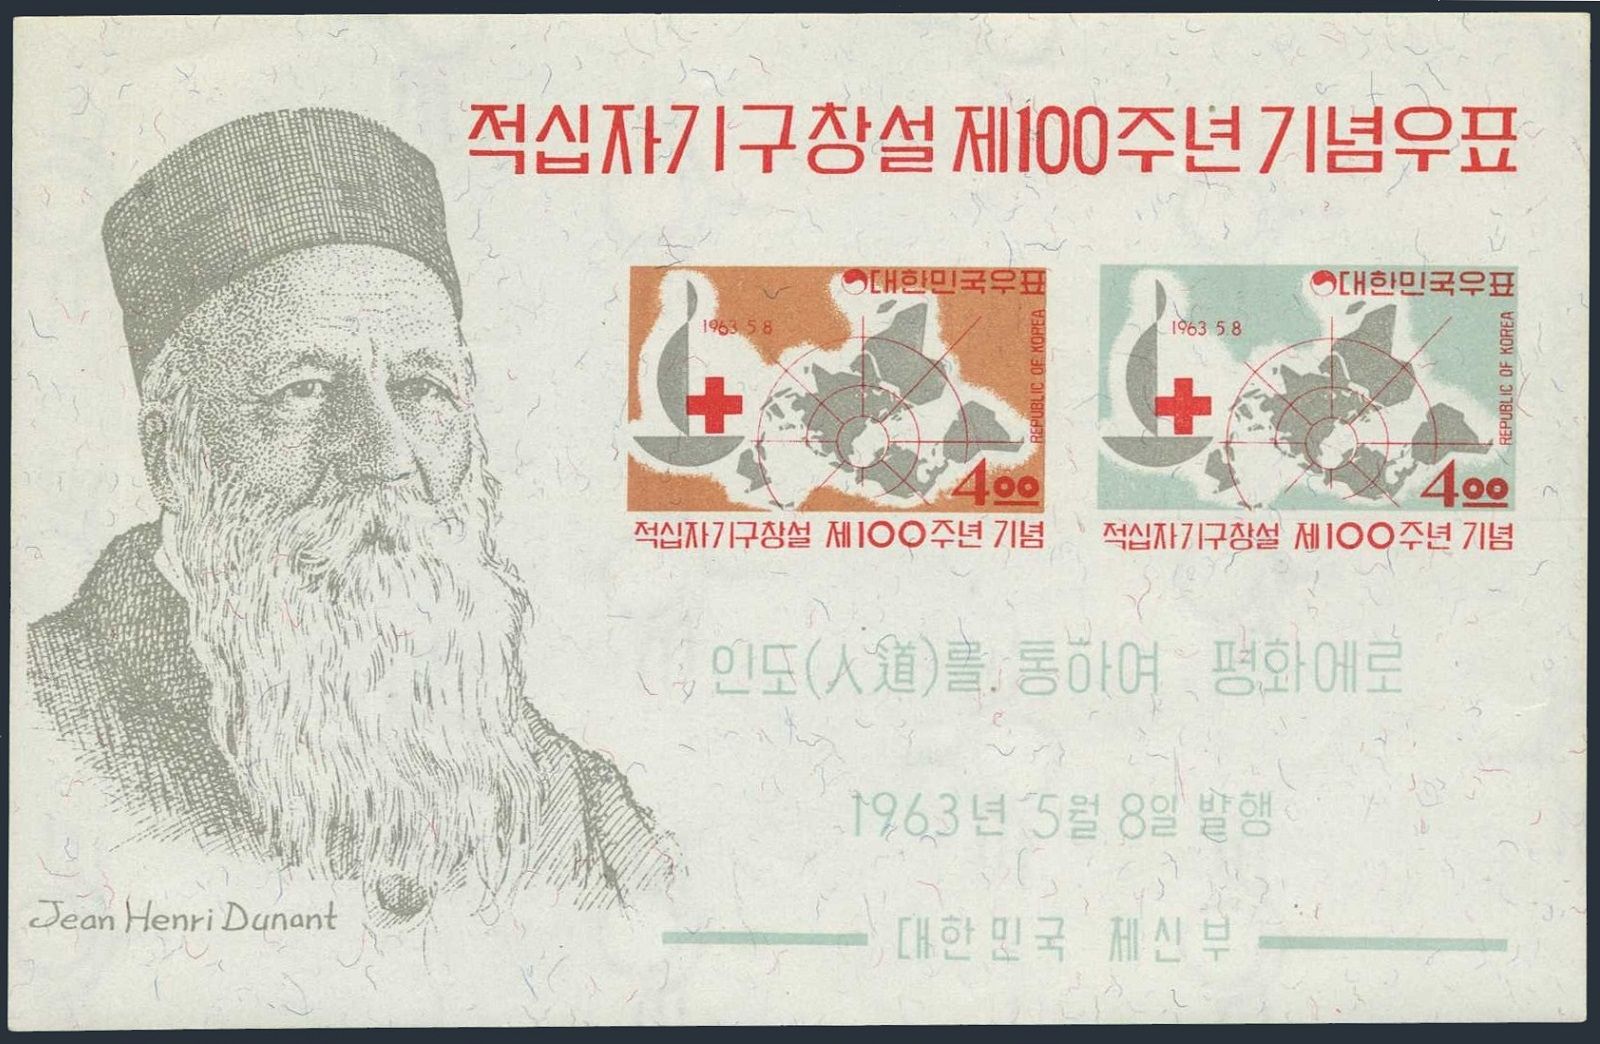 적십자기구창설 제100주년 기념우표
대한민국우표
1963 5 8
REPUBLIC OF KOREA
400
적십자기구창설 제100주년 기념
대한민국우표
1963 5 8
REPUBLIC OF KOREA
400
적십자기구창설 제100주년 기념
인도(人道)를 통하여 평화에로
1963년 5월 8일 발행
대한민국 체신부
Jean Henri Dunant